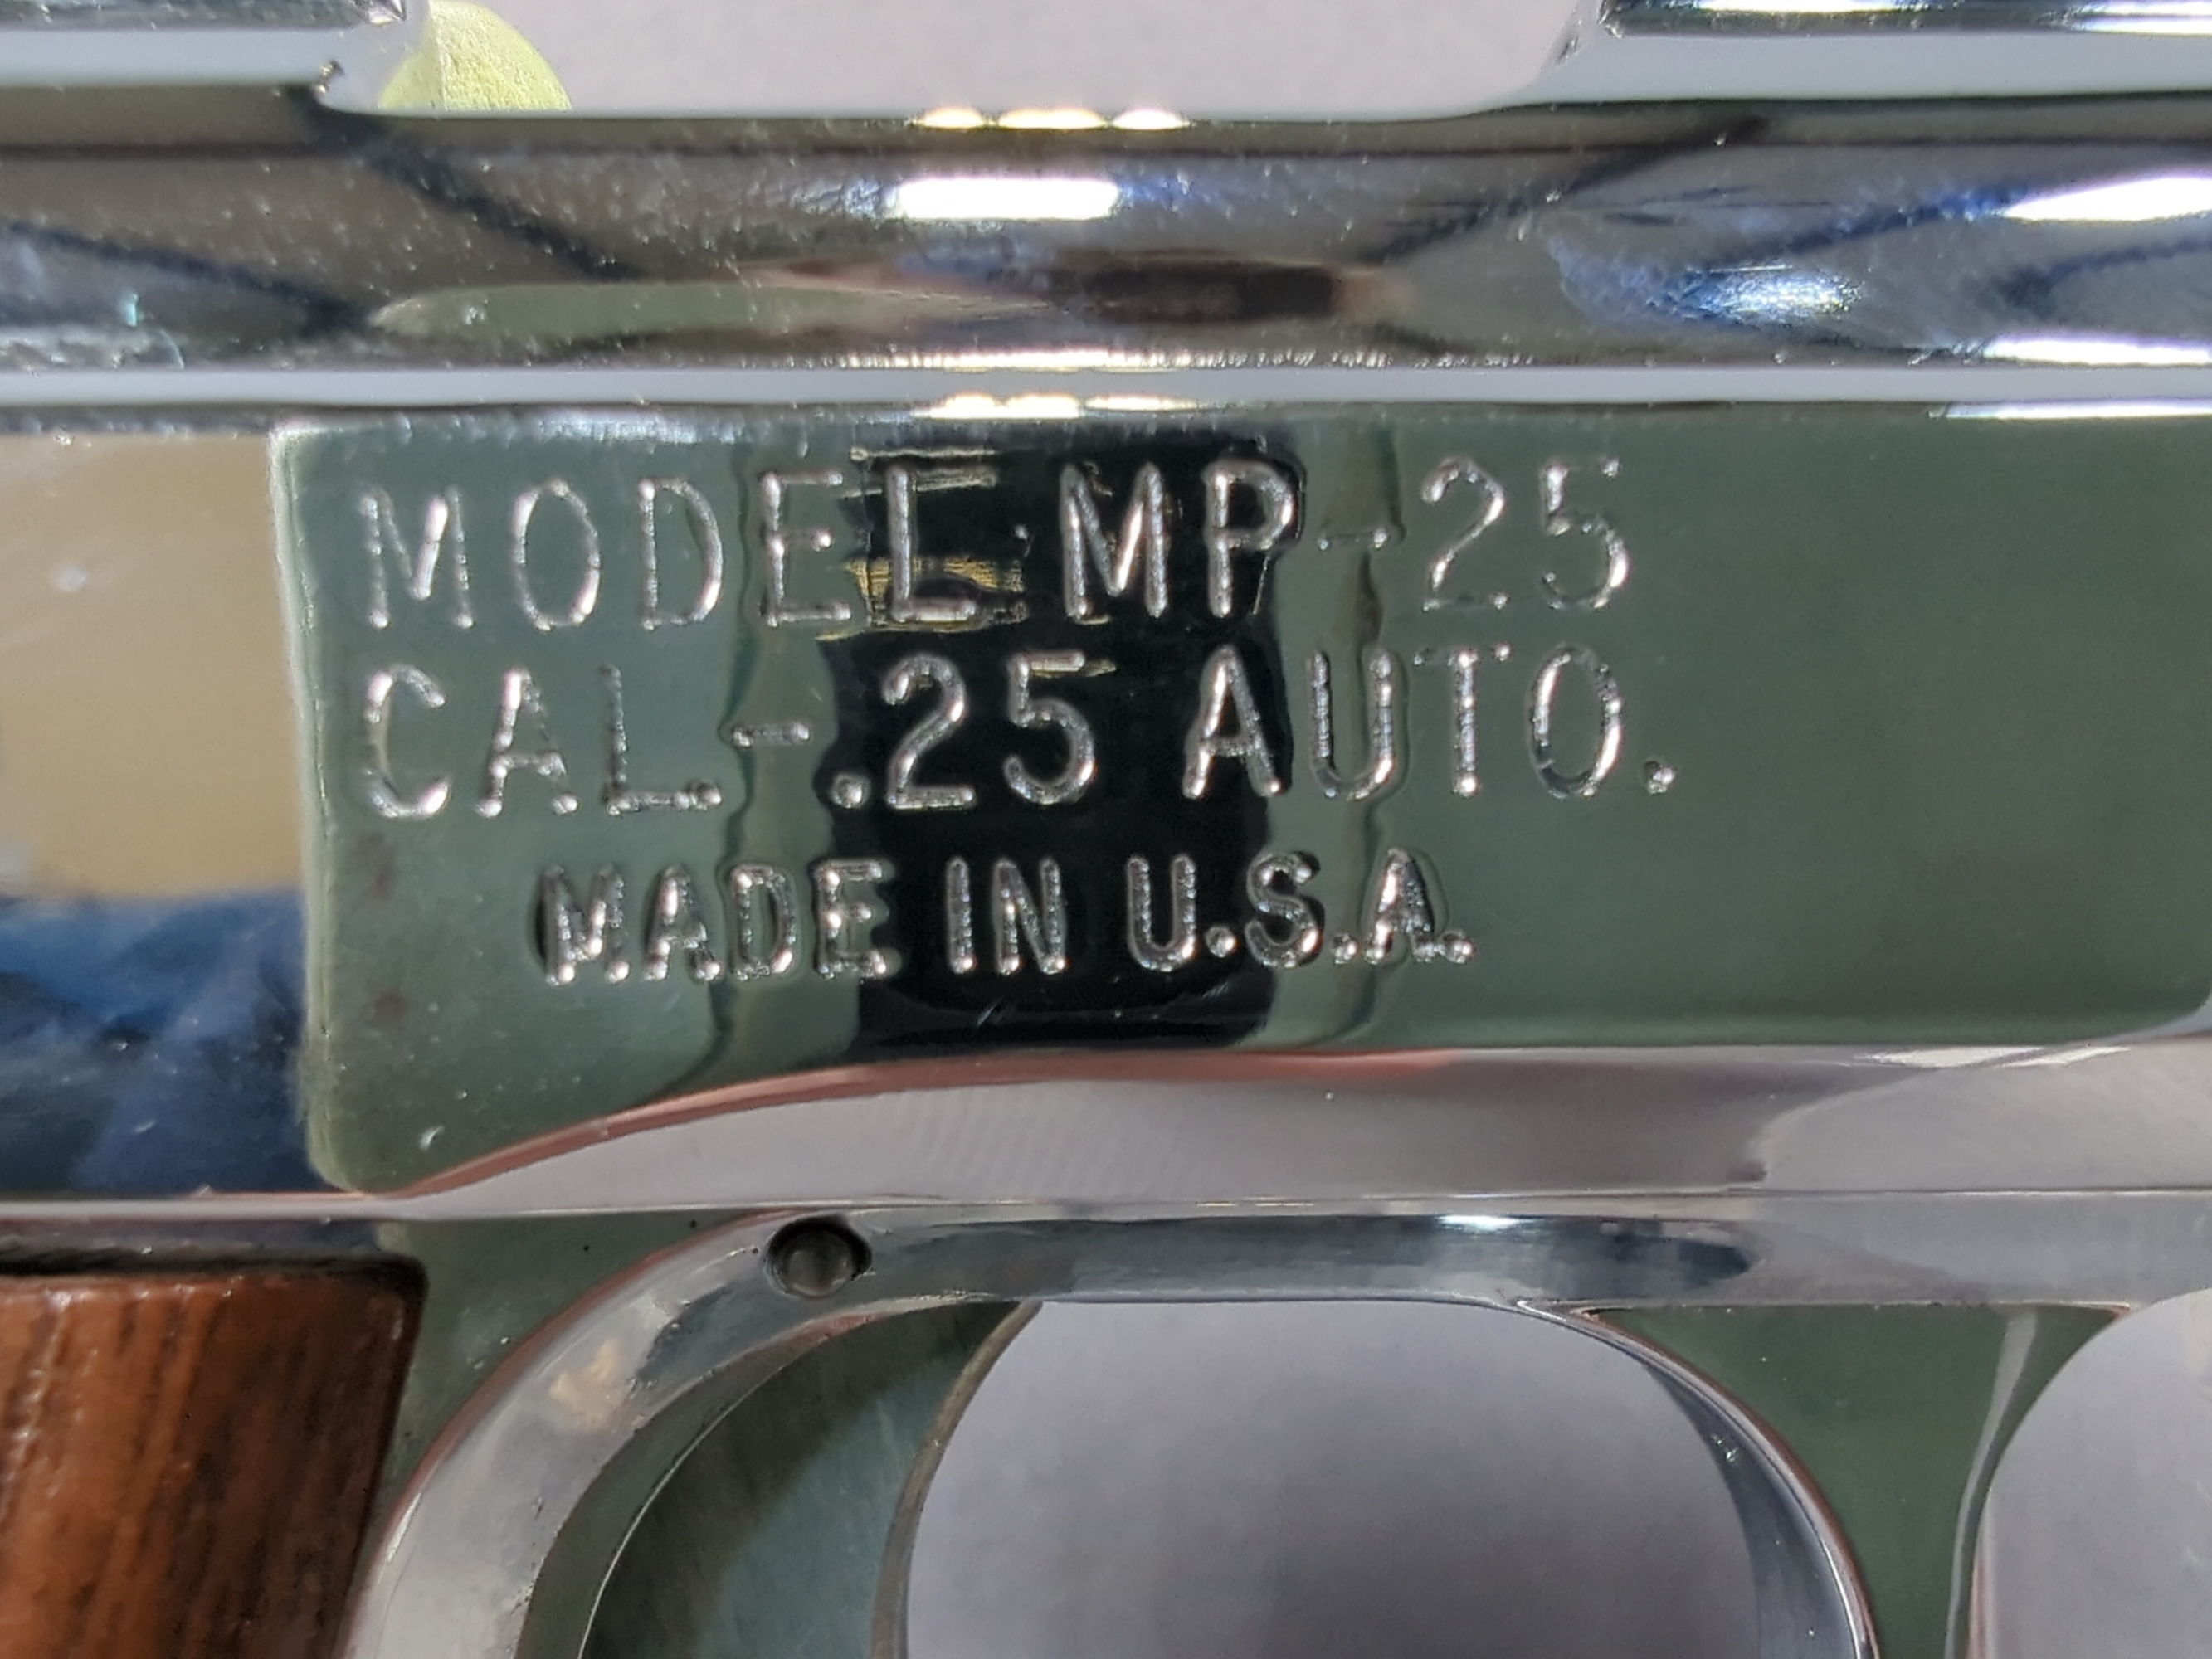 MODEL MP-25
CAL.-.25 AUTO.
MADE IN U.S.A.